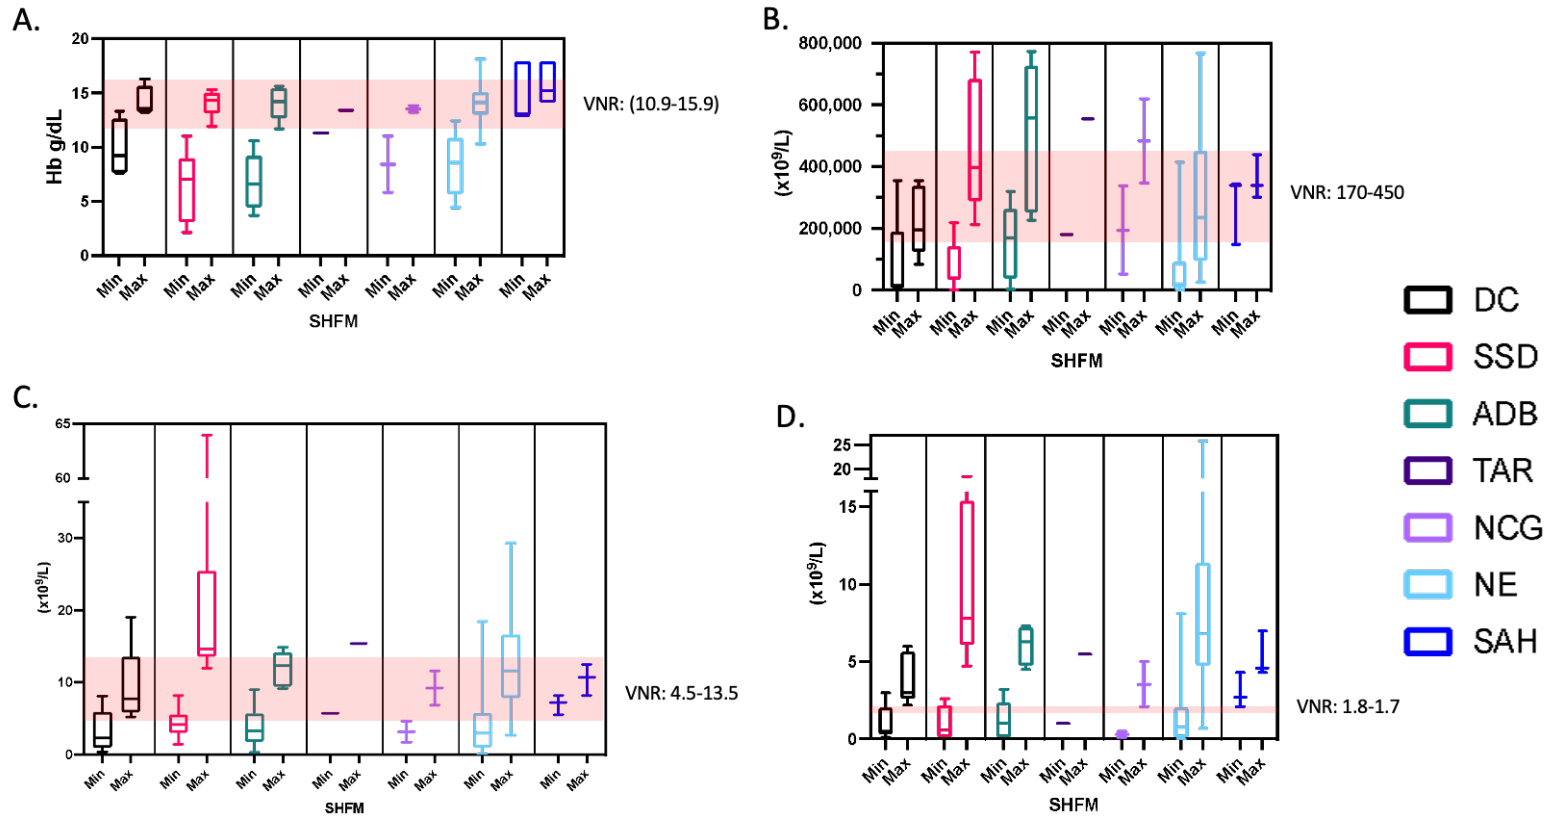 A.
20
15
10
5
0
Hb g/dL
Min Max Min Max Min Max Min Max Min Max Min Max Min Max
SHFM
VNR: (10.9-15.9)
B.
800,000
600,000
400,000
200,000
0
(x10⁹/L)
Min Max Min Max Min Max Min Max Min Max Min Max Min Max
SHFM
VNR: 170-450
C.
65
60
30
20
10
0
(x10⁹/L)
Min Max Min Max Min Max Min Max Min Max Min Max Min Max
SHFM
VNR: 4.5-13.5
D.
25
20
15
10
5
0
(x10⁹/L)
Min Max Min Max Min Max Min Max Min Max Min Max Min Max
SHFM
VNR: 1.8-1.7
DC
SSD
ADB
TAR
NCG
NE
SAH